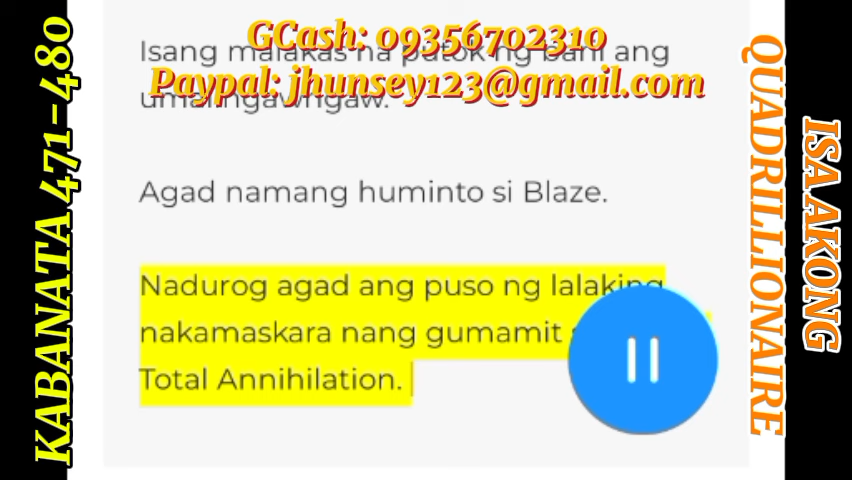 KABANATA 471-480
GCash: 09356702310
Paypal: jhunsey123@gmail.com
Isang malakas na putok ng baril ang
umalingawngaw.
Agad namang huminto si Blaze.
Nadurog agad ang puso ng lalaking
nakamaskara nang gumamit
Total Annihilation.
ISA AKONG
QUADRILLIONAIRE